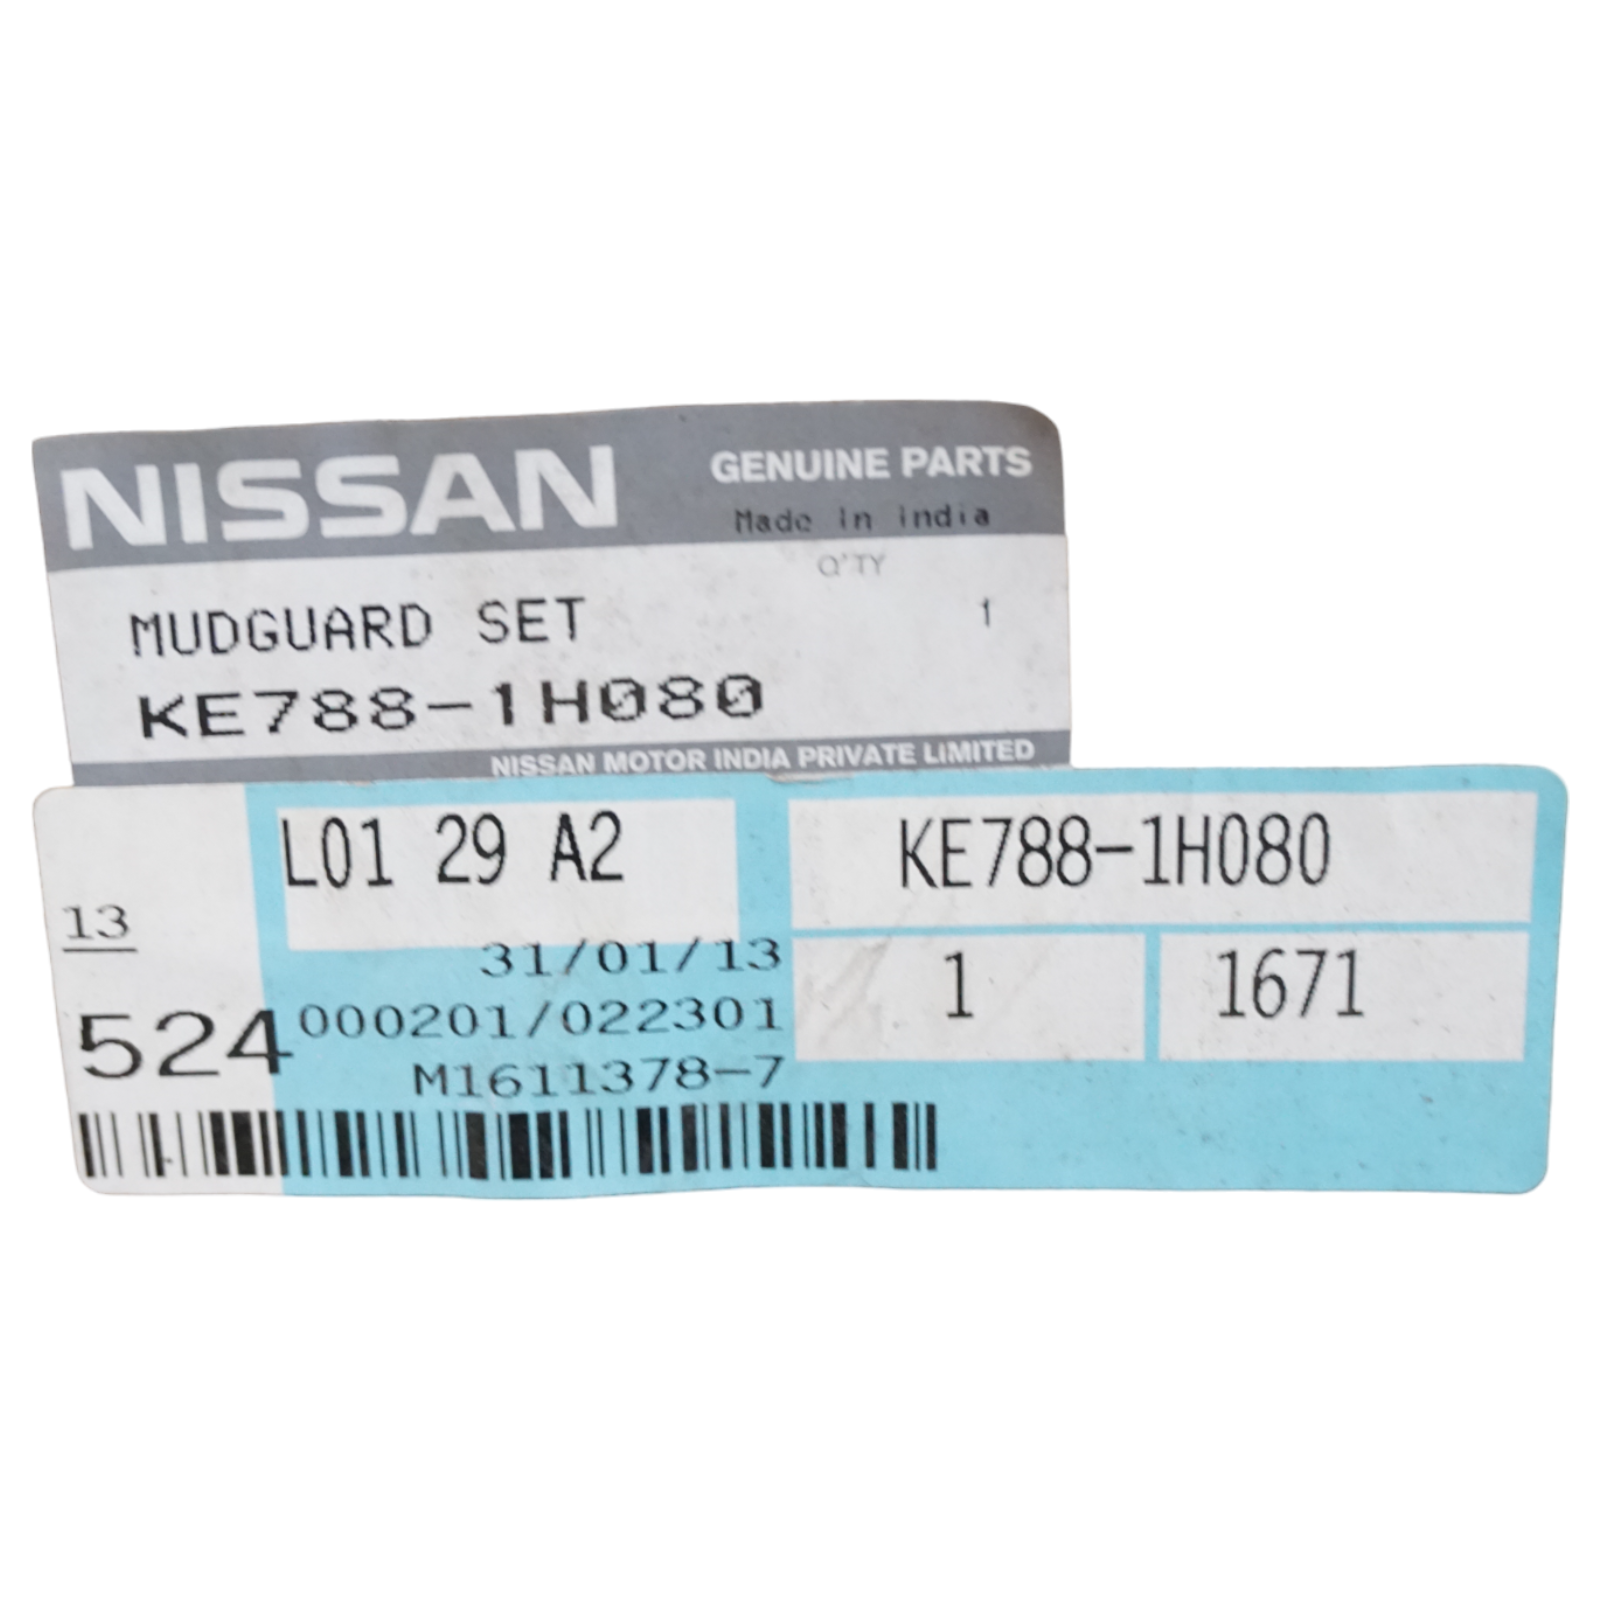 NISSAN GENUINE PARTS
Made in india
Q'TY
MUDGUARD SET 1
KE788-1H080
NISSAN MOTOR INDIA PRIVATE LIMITED
L01 29 A2 KE788-1H080
13
31/01/13
1 1671
524 000201/022301
M1611378-7